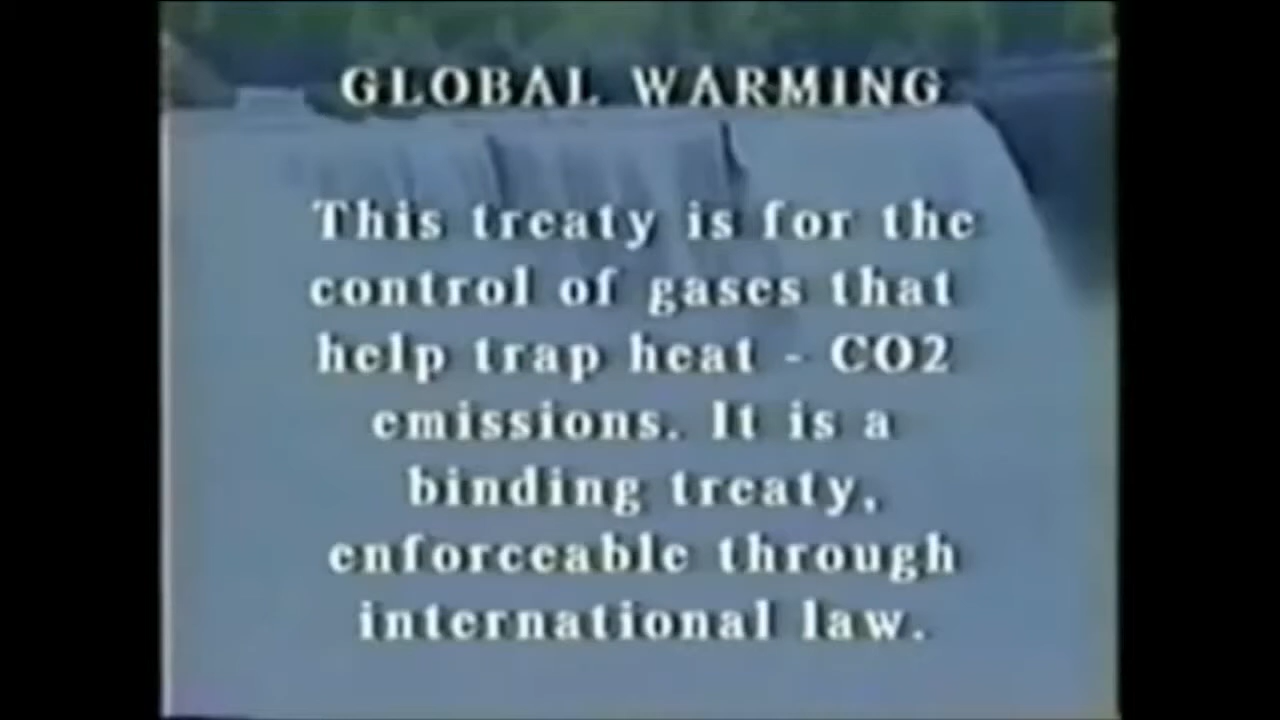 GLOBAL WARMING
This treaty is for the
control of gases that
help trap heat - CO2
emissions. It is a
binding treaty,
enforceable through
international law.